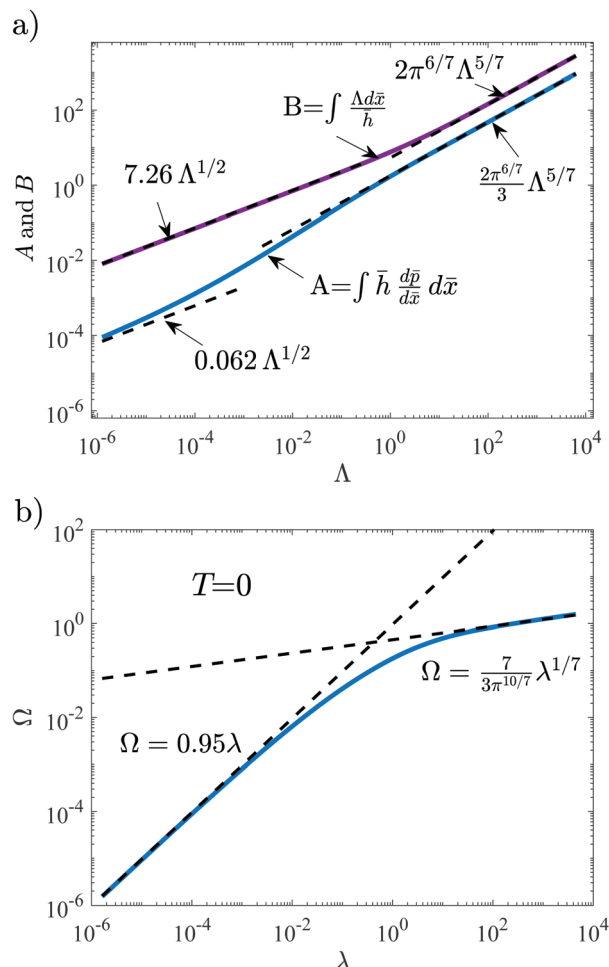 a)
10^2
10^0
10^-2
10^-4
10^-6
A and B
7.26 Λ^{1/2}
B=∫ Λdx̄/h̄
2π^{6/7}Λ^{5/7}
2π^{6/7}/3 Λ^{5/7}
A=∫ h̄ dp̄/dx̄ dx̄
0.062 Λ^{1/2}
10^-6 10^-4 10^-2 10^0 10^2 10^4
Λ
b)
10^2
10^0
10^-2
10^-4
10^-6
Ω
T=0
Ω = 7/(3π^{10/7}) λ^{1/7}
Ω = 0.95λ
10^-6 10^-4 10^-2 10^0 10^2 10^4
λ